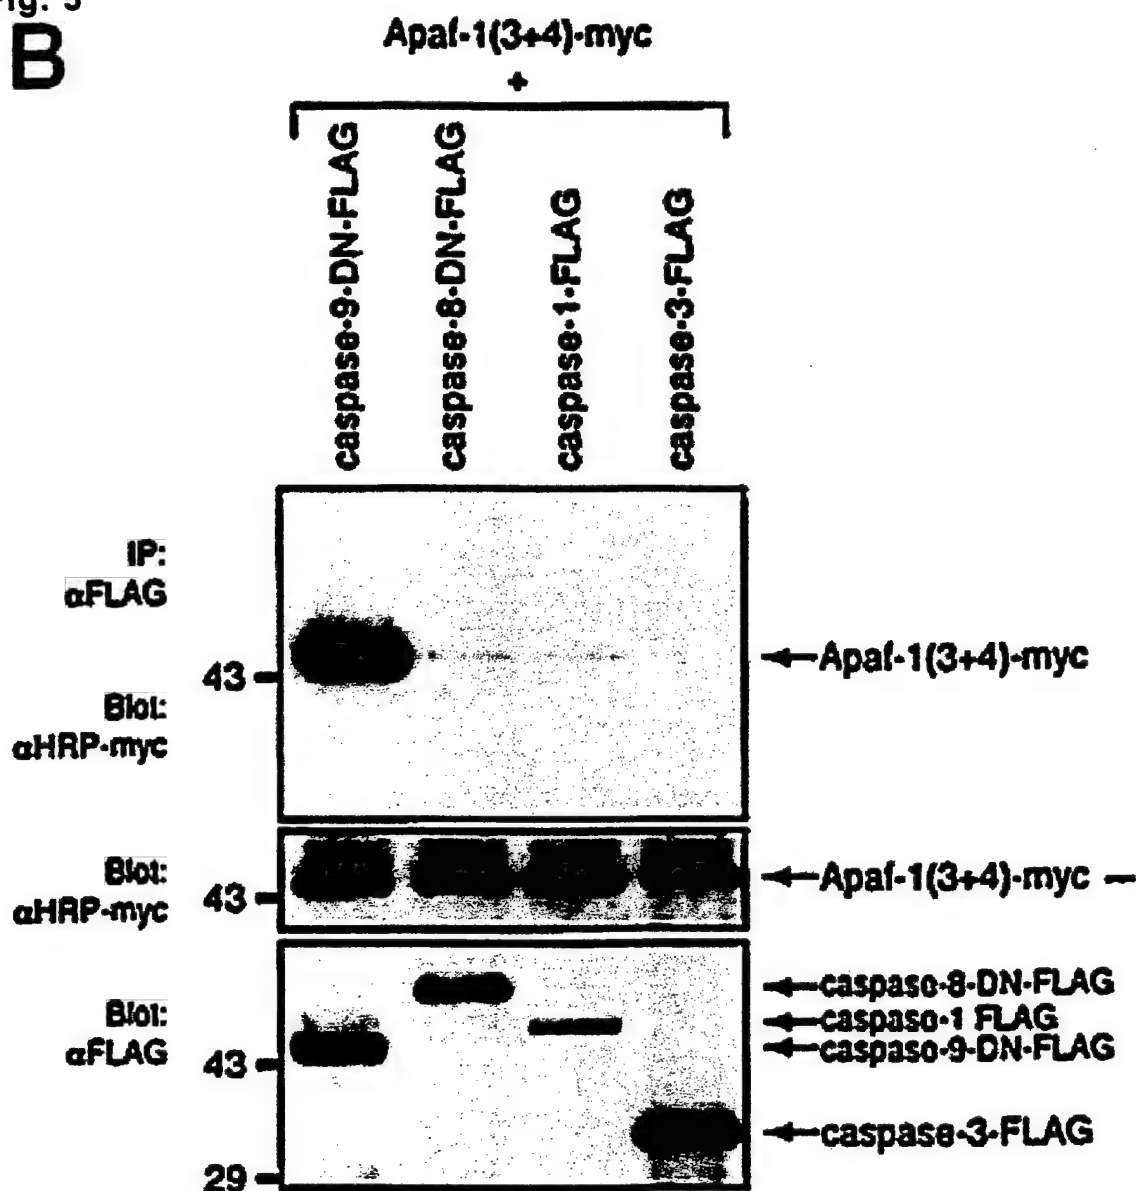 Fig. 3
B
Apaf-1(3+4)-myc
+
caspase-9-DN-FLAG
caspase-8-DN-FLAG
caspase-1-FLAG
caspase-3-FLAG
IP:
αFLAG
43
Apaf-1(3+4)-myc
Blot:
αHRP-myc
Blot:
αHRP-myc
43
Apaf-1(3+4)-myc
Blot:
αFLAG
43
29
caspase-8-DN-FLAG
caspase-1 FLAG
caspase-9-DN-FLAG
caspase-3-FLAG